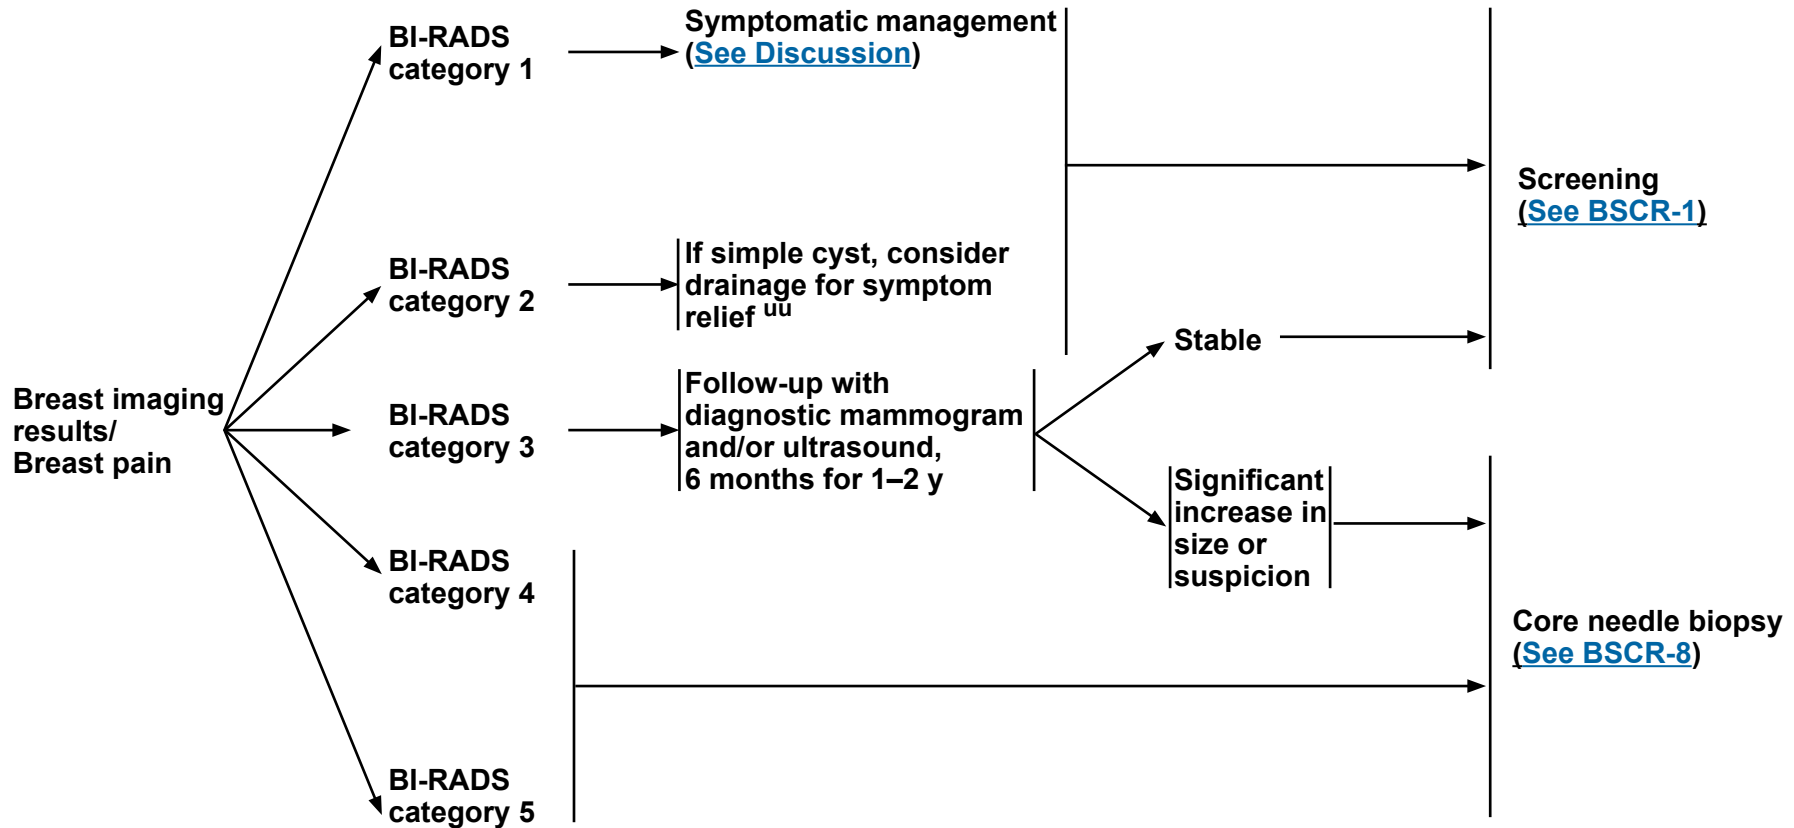 Breast imaging
results/
Breast pain
BI-RADS
category 1
Symptomatic management
(See Discussion)
BI-RADS
category 2
If simple cyst, consider
drainage for symptom
relief uu
BI-RADS
category 3
Follow-up with
diagnostic mammogram
and/or ultrasound,
6 months for 1–2 y
Stable
Significant
increase in
size or
suspicion
BI-RADS
category 4
BI-RADS
category 5
Screening
(See BSCR-1)
Core needle biopsy
(See BSCR-8)